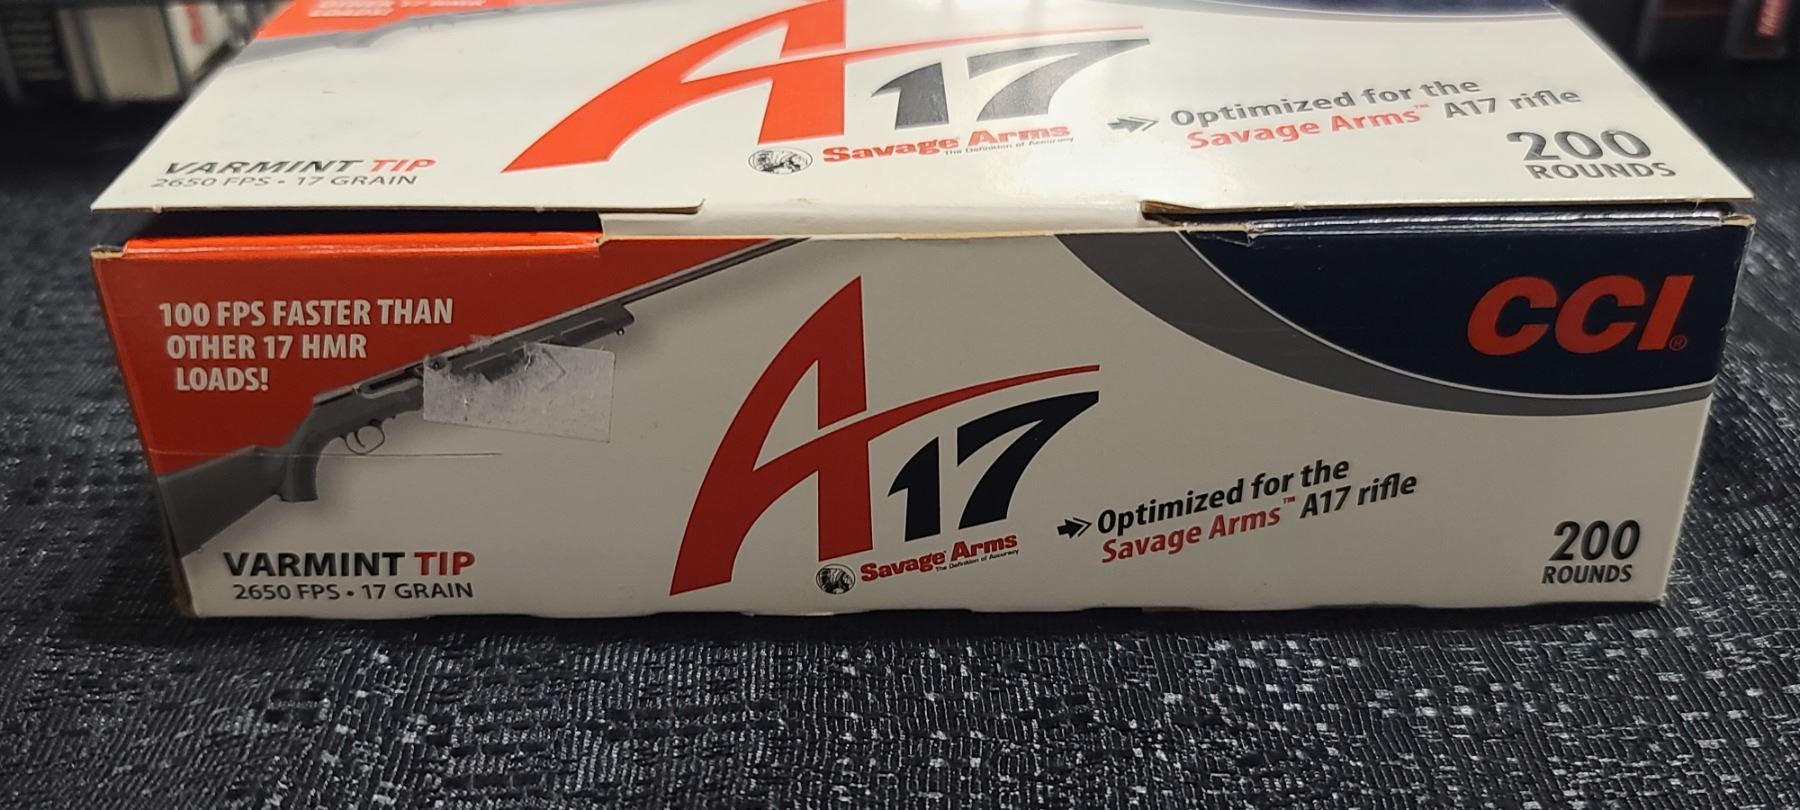 LOADS!
A17
Savage Arms
The Definition of Accuracy
Optimized for the
Savage Arms™ A17 rifle
VARMINT TIP
2650 FPS • 17 GRAIN
200
ROUNDS
100 FPS FASTER THAN
OTHER 17 HMR
LOADS!
CCI®
A17
Savage Arms
The Definition of Accuracy
Optimized for the
Savage Arms™ A17 rifle
VARMINT TIP
2650 FPS • 17 GRAIN
200
ROUNDS